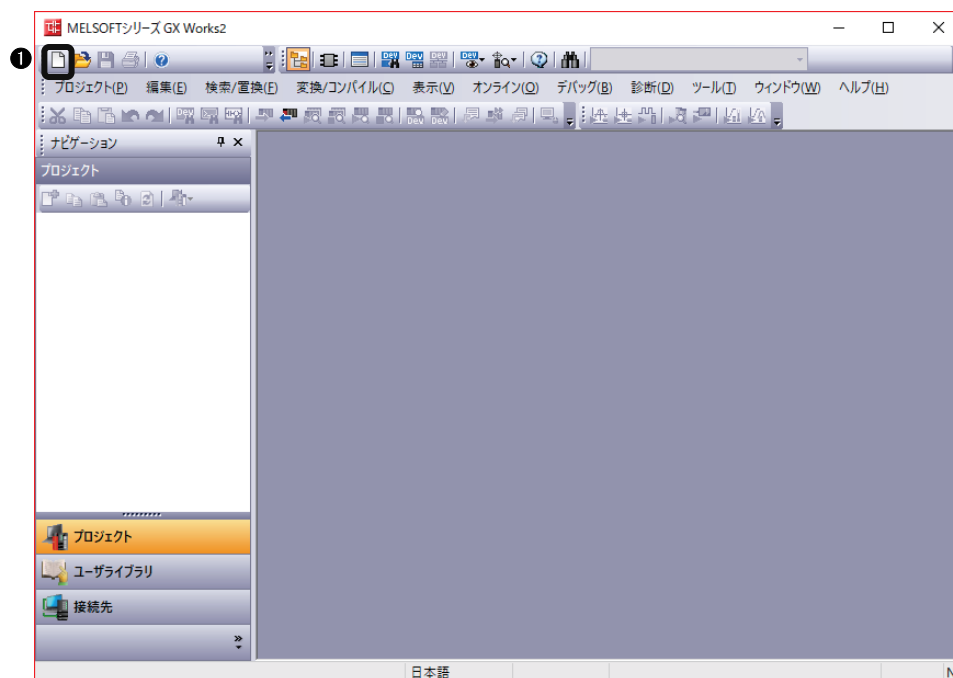 MELSOFTシリーズ GX Works2
❶
プロジェクト(P) 編集(E) 検索/置換(F) 変換/コンパイル(C) 表示(V) オンライン(O) デバッグ(B) 診断(D) ツール(T) ウィンドウ(W) ヘルプ(H)
ナビゲーション
プロジェクト
プロジェクト
ユーザライブラリ
接続先
日本語